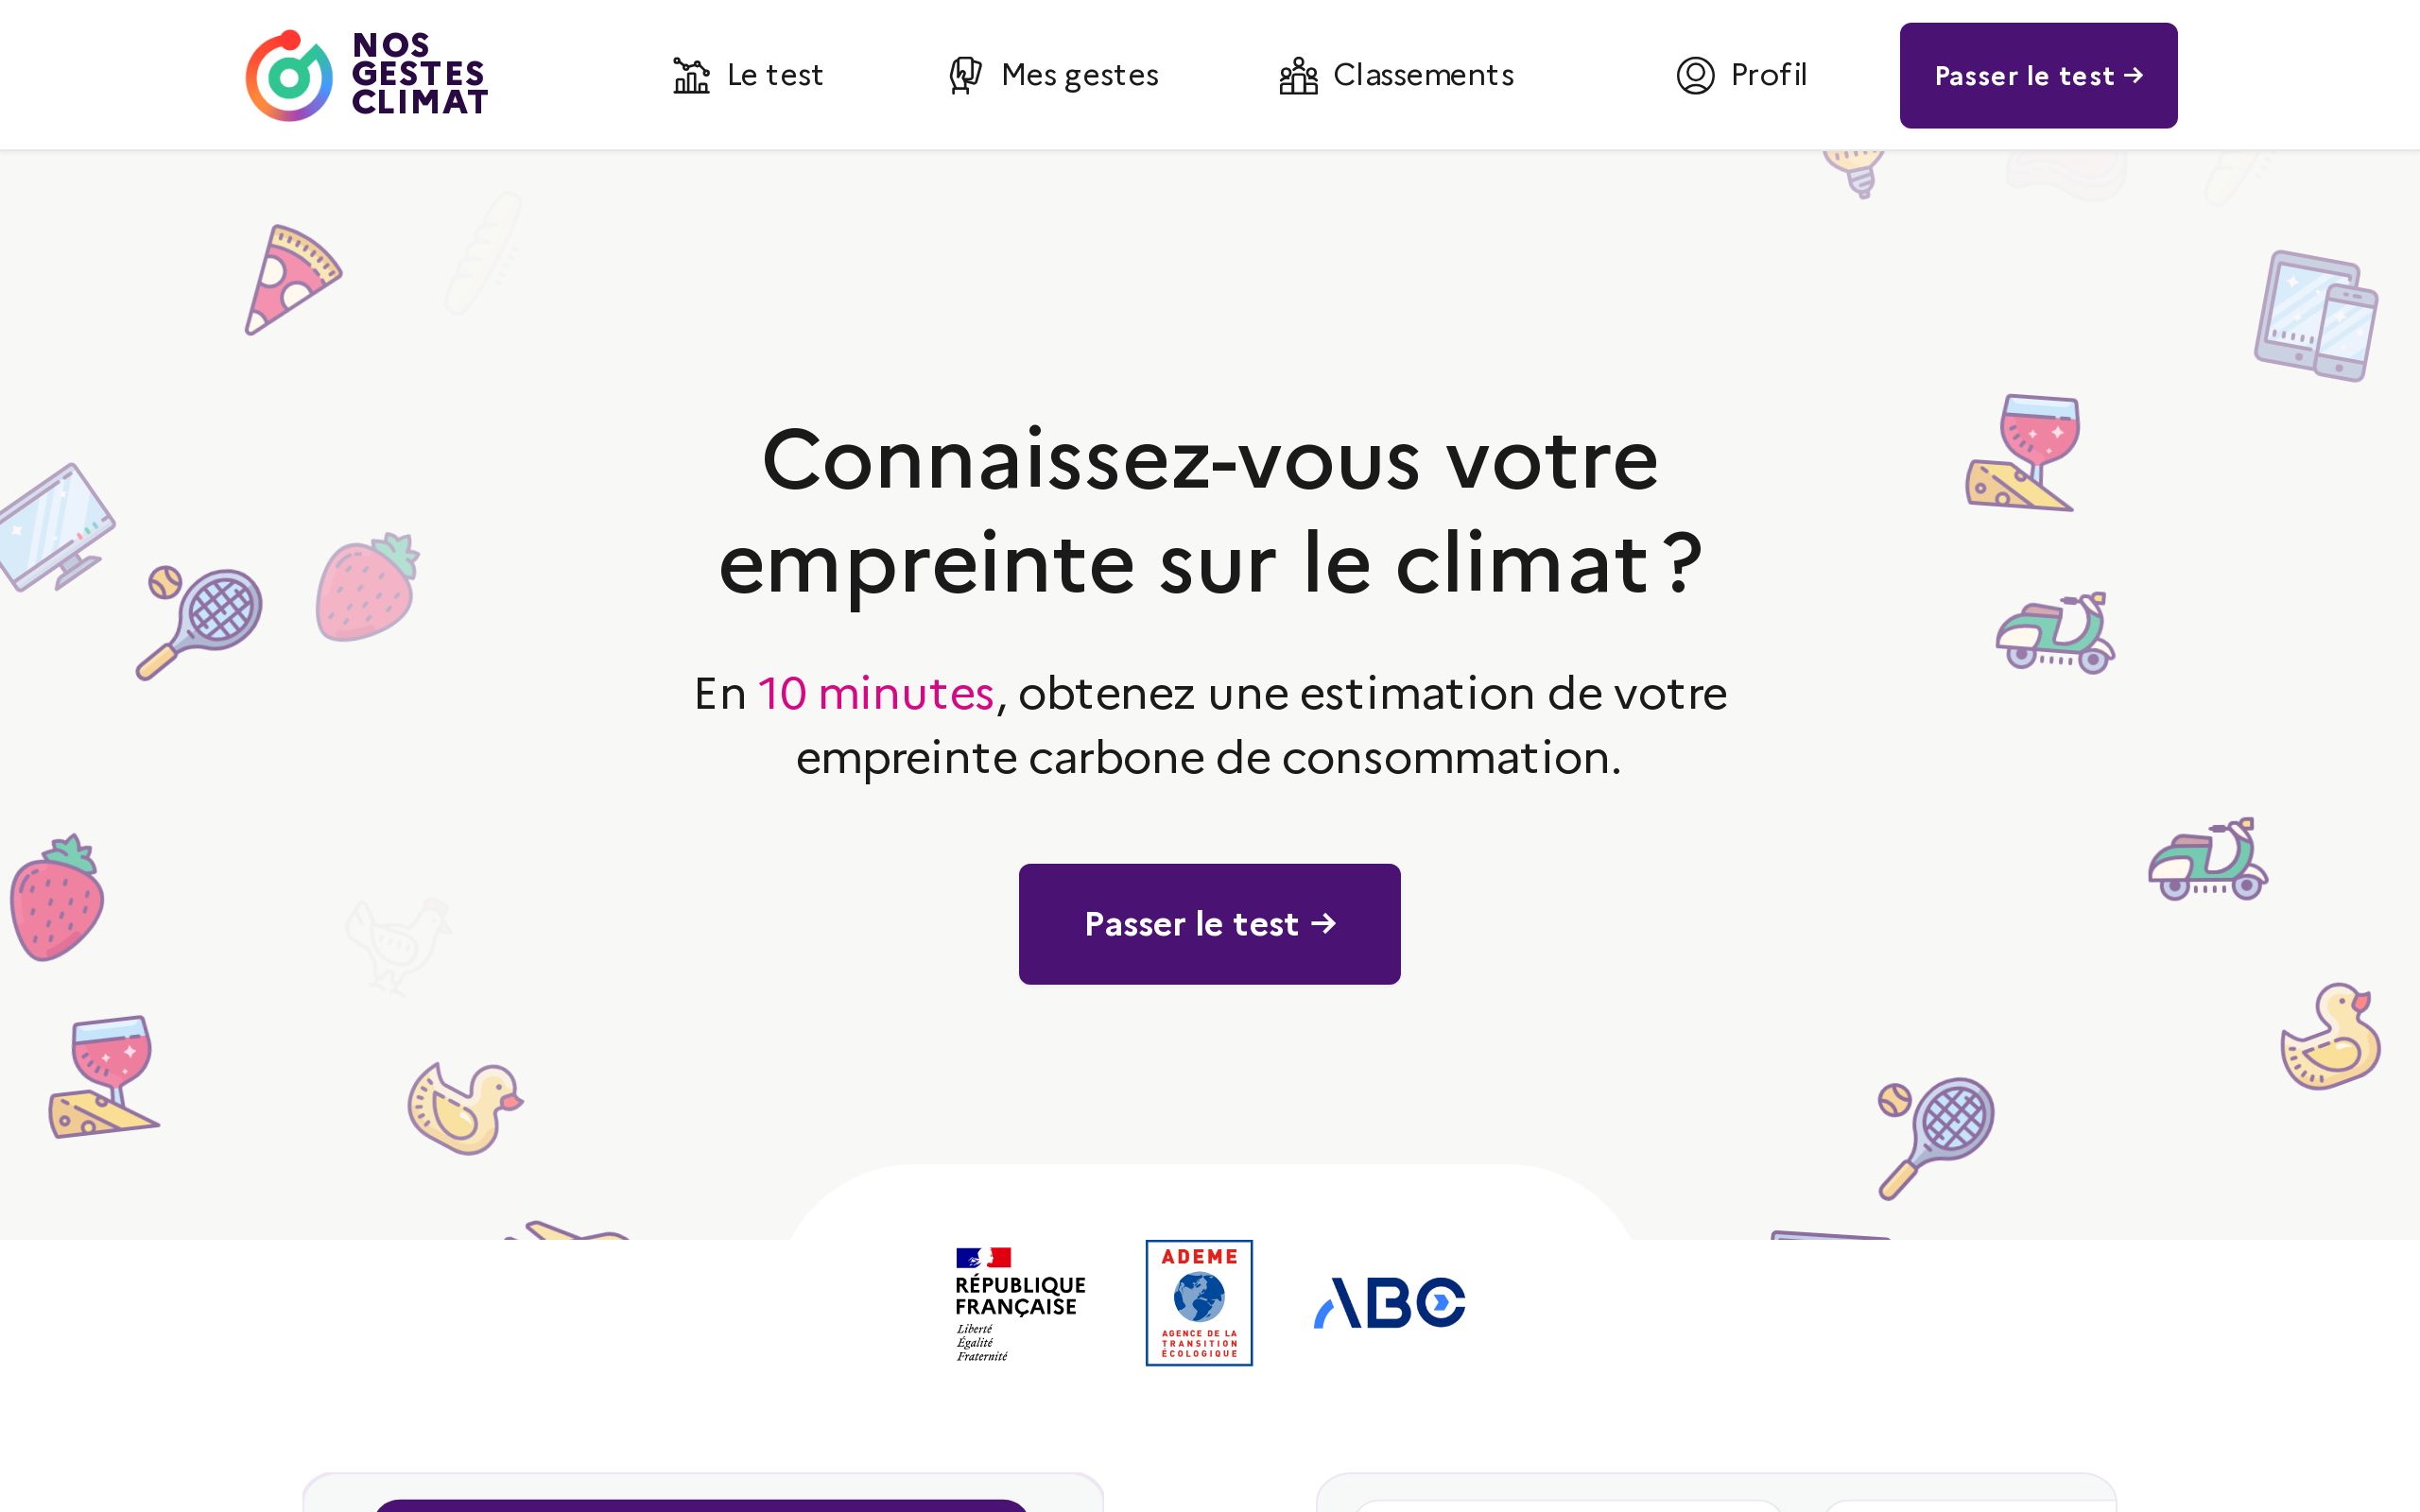 NOS
GESTES
CLIMAT
Le test
Mes gestes
Classements
Profil
Passer le test →
Connaissez-vous votre
empreinte sur le climat ?
En 10 minutes, obtenez une estimation de votre
empreinte carbone de consommation.
Passer le test →
RÉPUBLIQUE
FRANÇAISE
Liberté
Égalité
Fraternité
ADEME
AGENCE DE LA
TRANSITION
ÉCOLOGIQUE
ABC